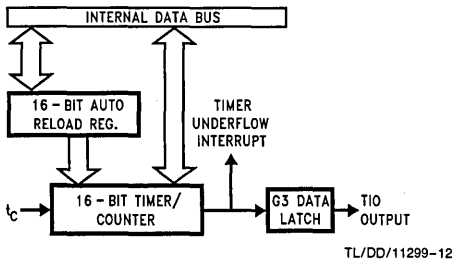 INTERNAL DATA BUS
16-BIT AUTO
RELOAD REG.
TIMER
UNDERFLOW
INTERRUPT
tC
16-BIT TIMER/
COUNTER
G3 DATA
LATCH
TIO
OUTPUT
TL/DD/11299-12